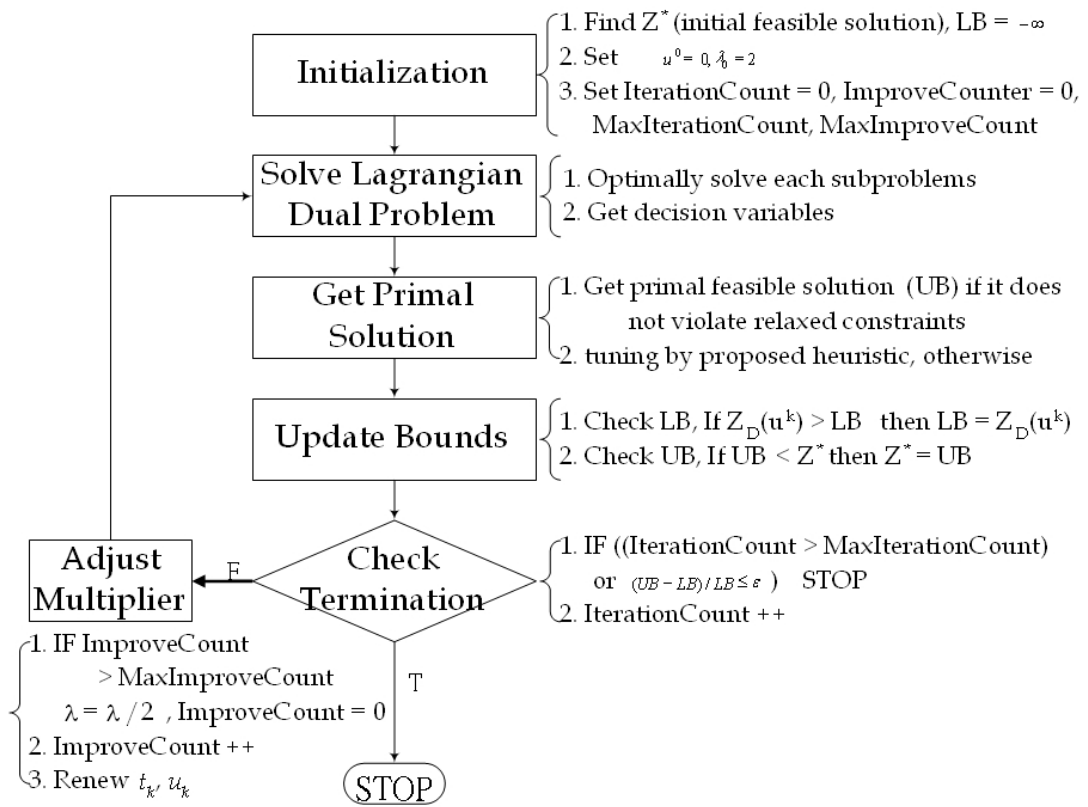 Initialization
1. Find Z* (initial feasible solution), LB = -∞
2. Set u⁰ = 0, λ₀ = 2
3. Set IterationCount = 0, ImproveCounter = 0,
MaxIterationCount, MaxImproveCount
Solve Lagrangian
Dual Problem
1. Optimally solve each subproblems
2. Get decision variables
Get Primal
Solution
1. Get primal feasible solution (UB) if it does
not violate relaxed constraints
2. tuning by proposed heuristic, otherwise
Update Bounds
1. Check LB, If Z_D(u^k) > LB then LB = Z_D(u^k)
2. Check UB, If UB < Z* then Z* = UB
Check
Termination
1. IF ((IterationCount > MaxIterationCount)
or (UB - LB) / LB ≤ ε ) STOP
2. IterationCount ++
F
Adjust
Multiplier
1. IF ImproveCount
> MaxImproveCount
λ = λ /2 , ImproveCount = 0
2. ImproveCount ++
3. Renew t_k, u_k
T
STOP